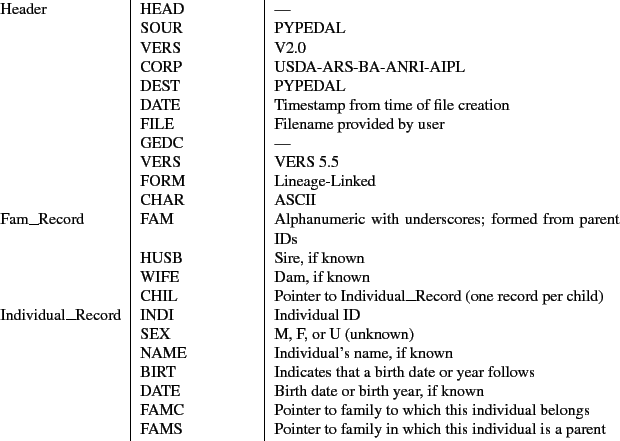 Header HEAD —
SOUR PYPEDAL
VERS V2.0
CORP USDA-ARS-BA-ANRI-AIPL
DEST PYPEDAL
DATE Timestamp from time of file creation
FILE Filename provided by user
GEDC —
VERS VERS 5.5
FORM Lineage-Linked
CHAR ASCII
Fam_Record FAM Alphanumeric with underscores; formed from parent
IDs
HUSB Sire, if known
WIFE Dam, if known
CHIL Pointer to Individual_Record (one record per child)
Individual_Record INDI Individual ID
SEX M, F, or U (unknown)
NAME Individual's name, if known
BIRT Indicates that a birth date or year follows
DATE Birth date or birth year, if known
FAMC Pointer to family to which this individual belongs
FAMS Pointer to family in which this individual is a parent